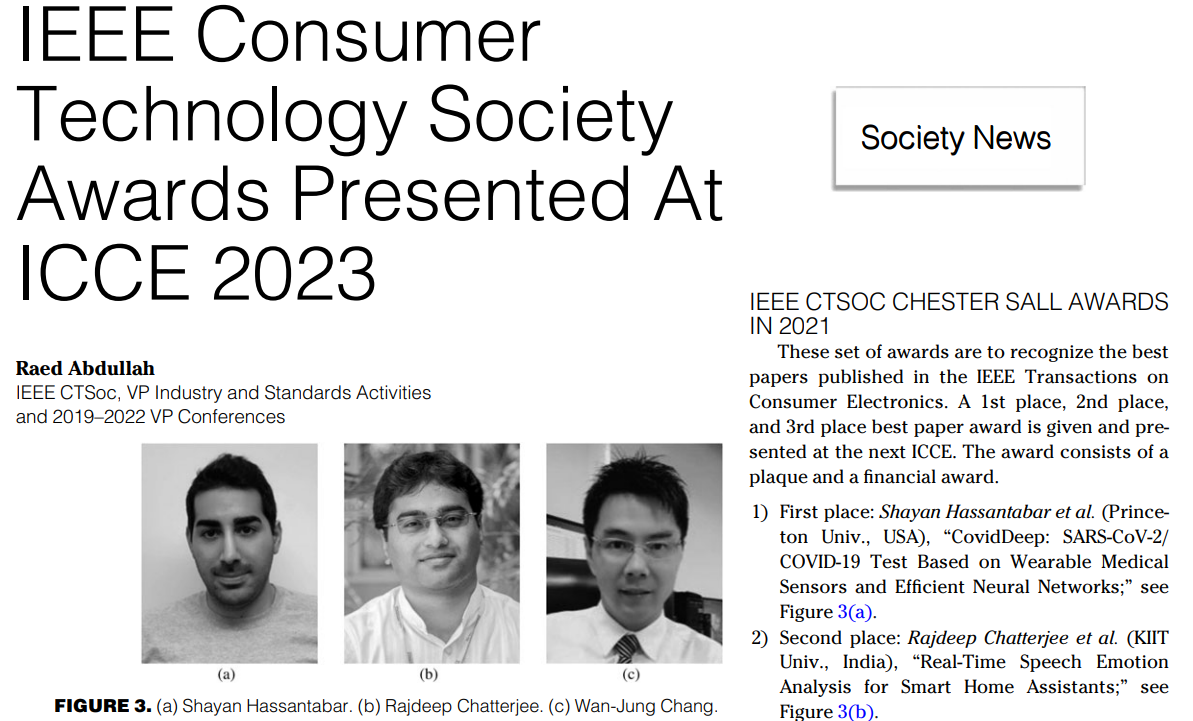 IEEE Consumer
Technology Society
Awards Presented At
ICCE 2023
Society News
Raed Abdullah
IEEE CTSoc, VP Industry and Standards Activities
and 2019–2022 VP Conferences
(a)
(b)
(c)
FIGURE 3. (a) Shayan Hassantabar. (b) Rajdeep Chatterjee. (c) Wan-Jung Chang.
IEEE CTSOC CHESTER SALL AWARDS
IN 2021
These set of awards are to recognize the best
papers published in the IEEE Transactions on
Consumer Electronics. A 1st place, 2nd place,
and 3rd place best paper award is given and pre-
sented at the next ICCE. The award consists of a
plaque and a financial award.
1) First place: Shayan Hassantabar et al. (Prince-
ton Univ., USA), “CovidDeep: SARS-CoV-2/
COVID-19 Test Based on Wearable Medical
Sensors and Efficient Neural Networks;” see
Figure 3(a).
2) Second place: Rajdeep Chatterjee et al. (KIIT
Univ., India), “Real-Time Speech Emotion
Analysis for Smart Home Assistants;” see
Figure 3(b).